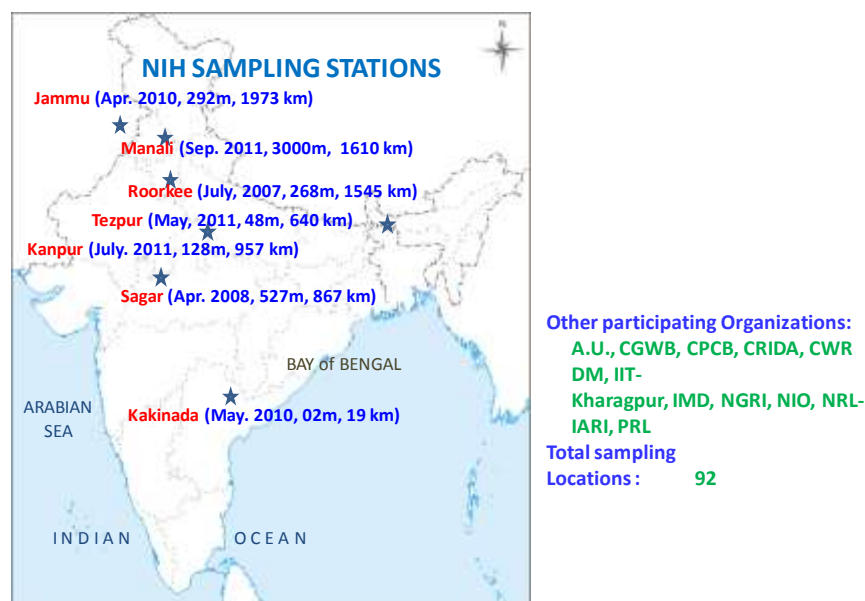 N
NIH SAMPLING STATIONS
Jammu (Apr. 2010, 292m, 1973 km)
Manali (Sep. 2011, 3000m, 1610 km)
Roorkee (July, 2007, 268m, 1545 km)
Tezpur (May, 2011, 48m, 640 km)
Kanpur (July. 2011, 128m, 957 km)
Sagar (Apr. 2008, 527m, 867 km)
BAY of BENGAL
ARABIAN
SEA
Kakinada (May. 2010, 02m, 19 km)
INDIAN OCEAN
Other participating Organizations:
A.U., CGWB, CPCB, CRIDA, CWR
DM, IIT-
Kharagpur, IMD, NGRI, NIO, NRL-
IARI, PRL
Total sampling
Locations : 92